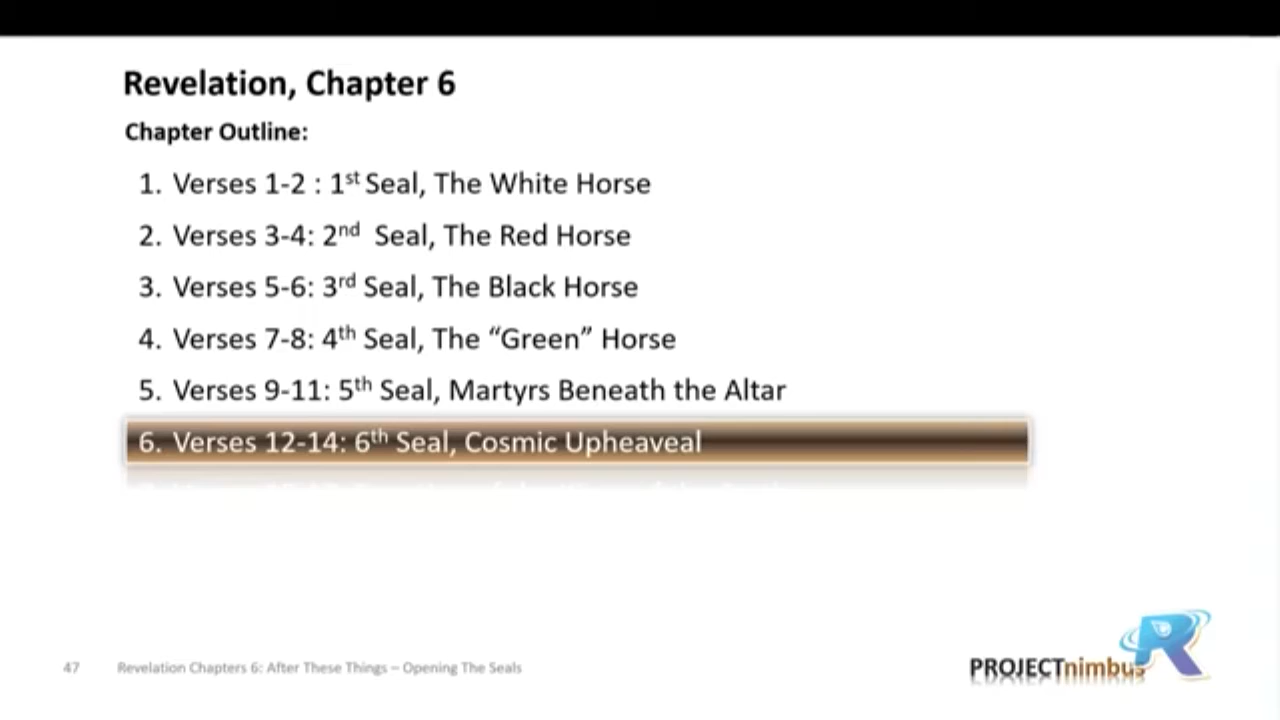 Revelation, Chapter 6
Chapter Outline:
1. Verses 1-2 : 1st Seal, The White Horse
2. Verses 3-4: 2nd Seal, The Red Horse
3. Verses 5-6: 3rd Seal, The Black Horse
4. Verses 7-8: 4th Seal, The “Green” Horse
5. Verses 9-11: 5th Seal, Martyrs Beneath the Altar
6. Verses 12-14: 6th Seal, Cosmic Upheaveal
47 Revelation Chapters 6: After These Things – Opening The Seals
PROJECTnimbus
R